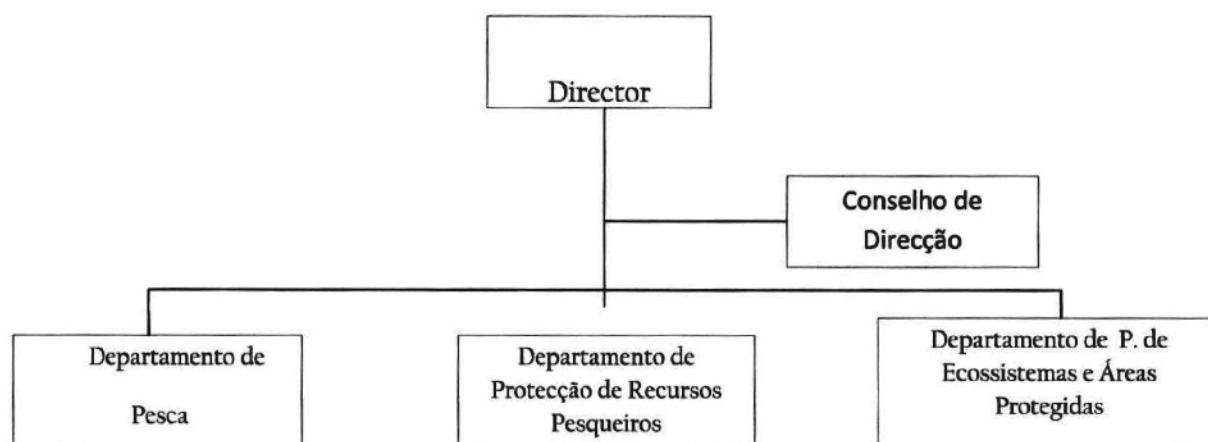 Director
Conselho de
Direcção
Departamento de
Pesca
Departamento de
Protecção de Recursos
Pesqueiros
Departamento de P. de
Ecossistemas e Áreas
Protegidas